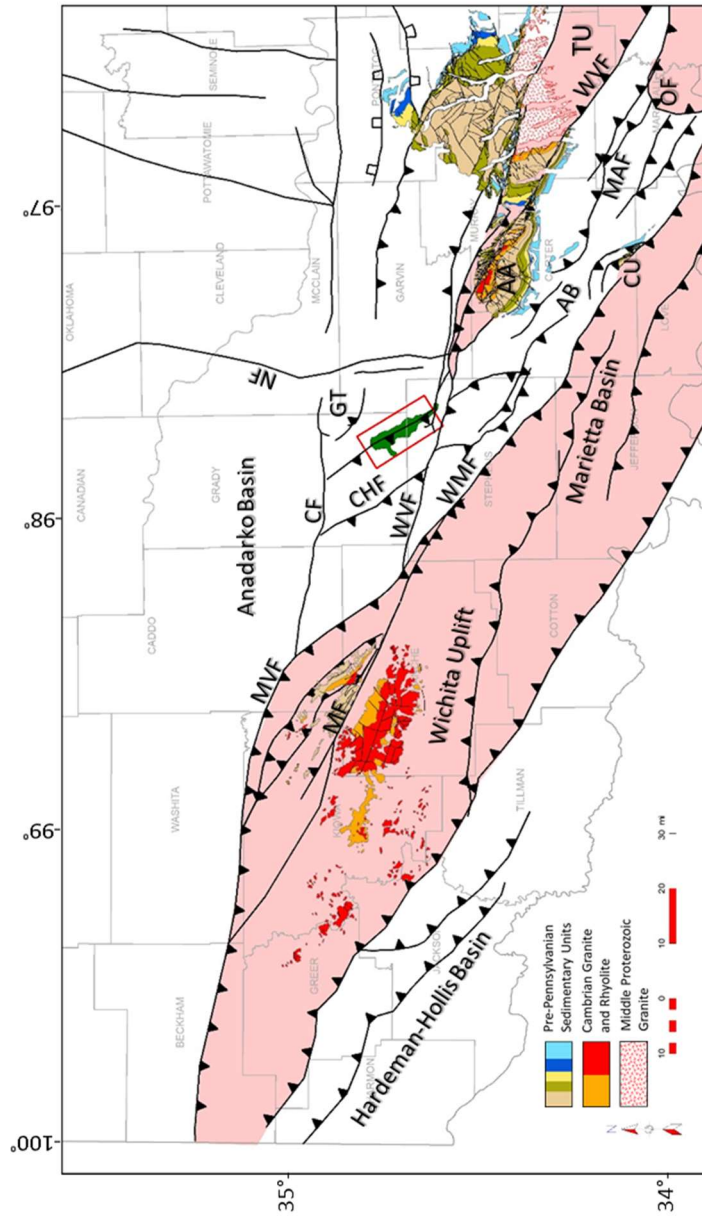 100°
99°
98°
97°
35°
34°
BECKHAM
WASHITA
CADDO
CANADIAN
OKLAHOMA
GRADY
CLEVELAND
POTTAWATOMIE
SEMINOLE
MCCLAIN
GARVIN
GREER
JACKSON
TILLMAN
COTTON
STEPHENS
CARTER
LOVE
Anadarko Basin
NF
MVF
CF
GT
CHF
WVF
WMF
MF
Wichita Uplift
Hardeman-Hollis Basin
Marietta Basin
AA
AB
CU
MAF
TU
WVF
OF
Pre-Pennsylvanian
Sedimentary Units
Cambrian Granite
and Rhyolite
Middle Proterozoic
Granite
N
10
0
10
20
30 mi